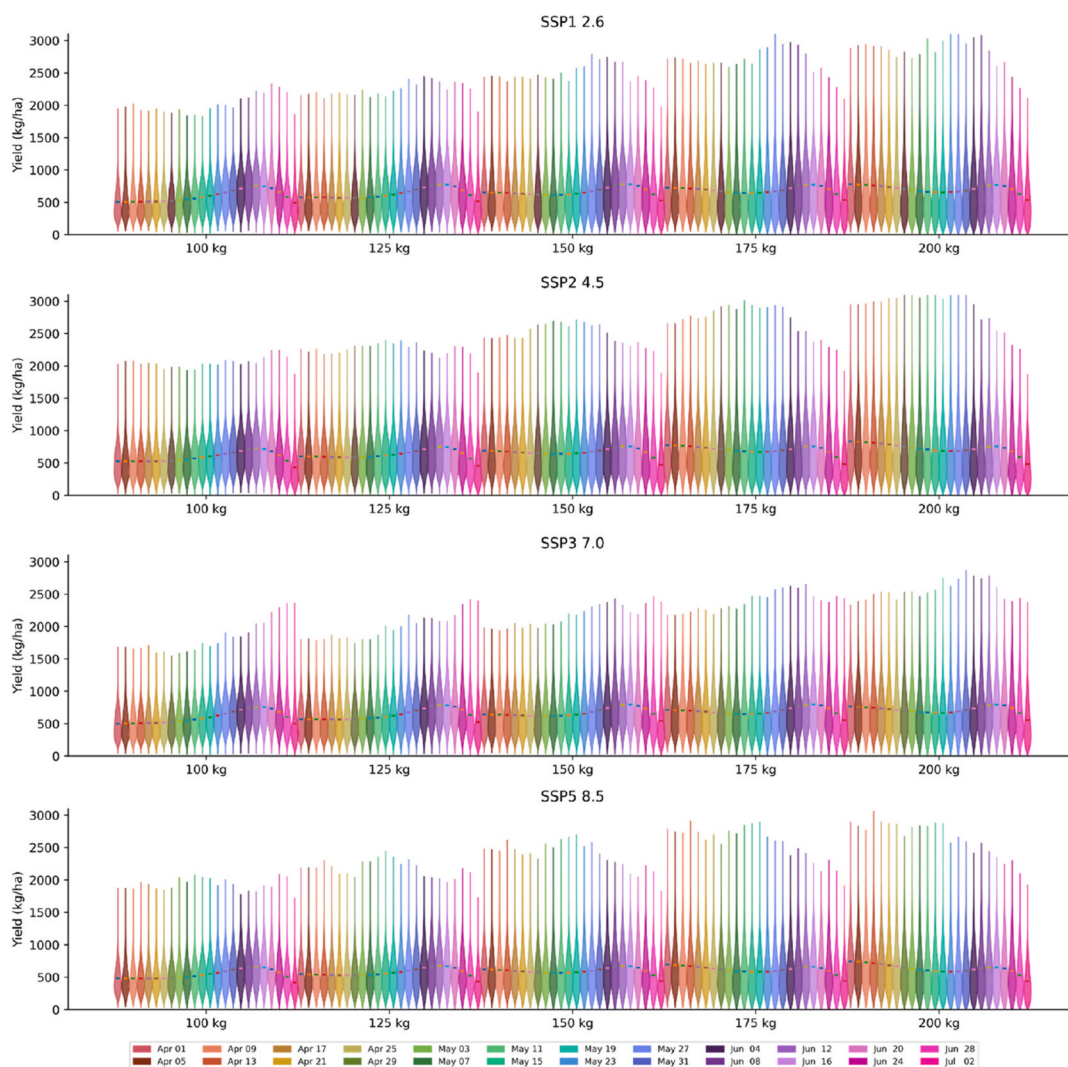 SSP1 2.6
3000
2500
2000
1500
1000
500
0
Yield (kg/ha)
100 kg 125 kg 150 kg 175 kg 200 kg
SSP2 4.5
3000
2500
2000
1500
1000
500
0
Yield (kg/ha)
100 kg 125 kg 150 kg 175 kg 200 kg
SSP3 7.0
3000
2500
2000
1500
1000
500
0
Yield (kg/ha)
100 kg 125 kg 150 kg 175 kg 200 kg
SSP5 8.5
3000
2500
2000
1500
1000
500
0
Yield (kg/ha)
100 kg 125 kg 150 kg 175 kg 200 kg
Apr 01 Apr 09 Apr 17 Apr 25 May 03 May 11 May 19 May 27 Jun 04 Jun 12 Jun 20 Jun 28
Apr 05 Apr 13 Apr 21 Apr 29 May 07 May 15 May 23 May 31 Jun 08 Jun 16 Jun 24 Jul 02